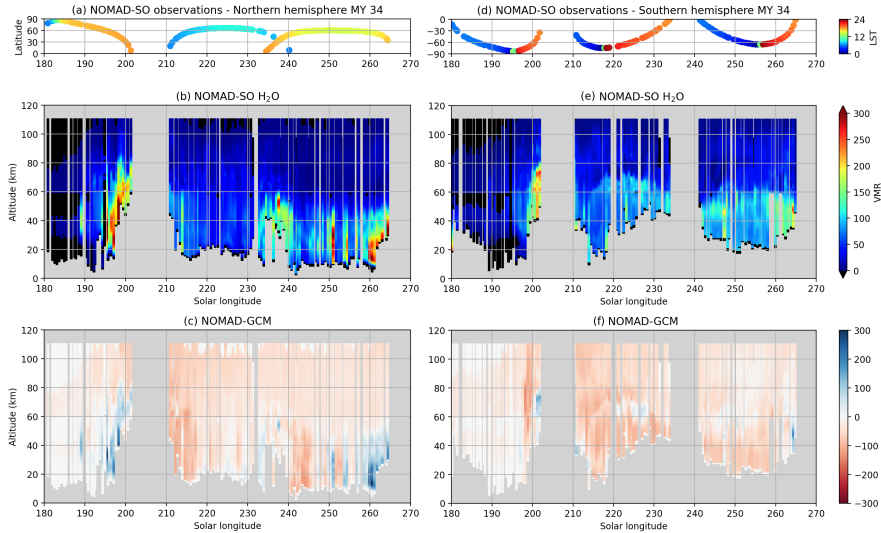 (a) NOMAD-SO observations - Northern hemisphere MY 34
90
60
30
0
Latitude
180 190 200 210 220 230 240 250 260 270
(d) NOMAD-SO observations - Southern hemisphere MY 34
0
−30
−60
−90
180 190 200 210 220 230 240 250 260 270
24
12
0
LST
(b) NOMAD-SO H₂O
120
100
80
60
40
20
0
Altitude (km)
180 190 200 210 220 230 240 250 260 270
Solar longitude
(e) NOMAD-SO H₂O
120
100
80
60
40
20
0
180 190 200 210 220 230 240 250 260 270
Solar longitude
300
250
200
150
100
50
0
VMR
(c) NOMAD-GCM
120
100
80
60
40
20
0
Altitude (km)
180 190 200 210 220 230 240 250 260 270
Solar longitude
(f) NOMAD-GCM
120
100
80
60
40
20
0
180 190 200 210 220 230 240 250 260 270
Solar longitude
300
200
100
0
−100
−200
−300